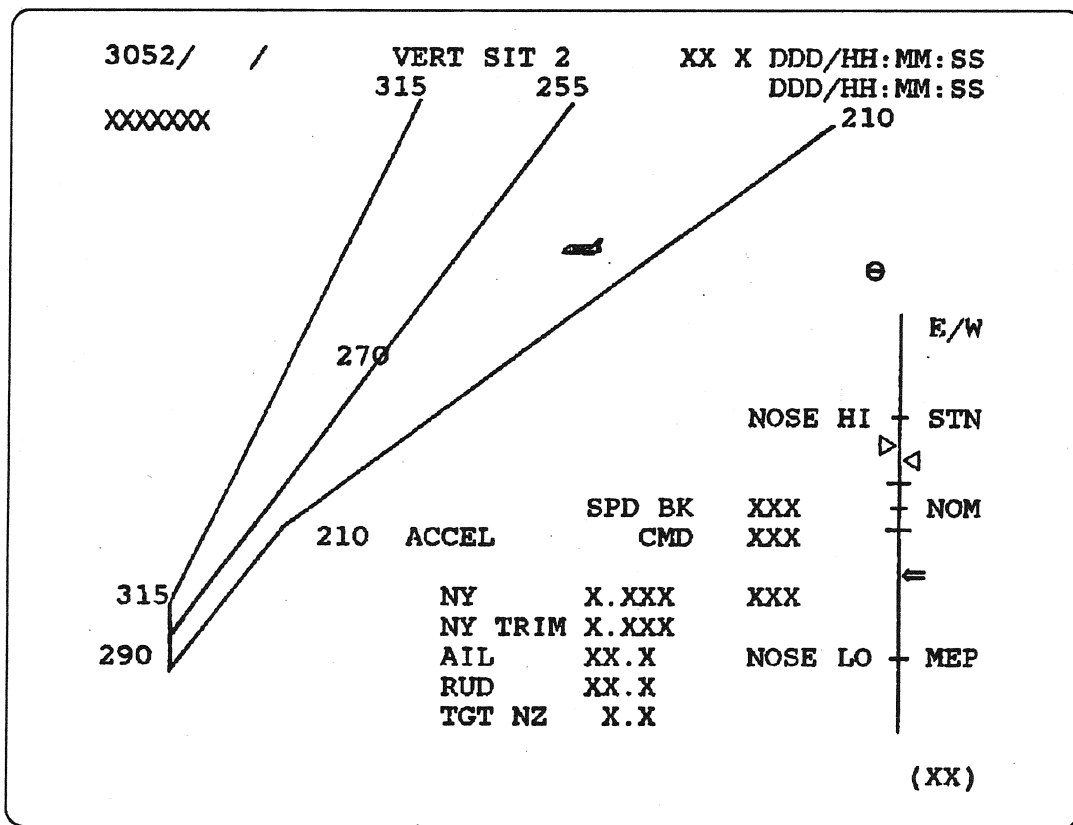 3052/ / VERT SIT 2 XX X DDD/HH:MM:SS
315 255 DDD/HH:MM:SS
XXXXXXX 210
E/W
270
NOSE HI STN
SPD BK XXX NOM
210 ACCEL CMD XXX
315 NY X.XXX XXX
NY TRIM X.XXX
290 AIL XX.X NOSE LO MEP
RUD XX.X
TGT NZ X.X
(XX)